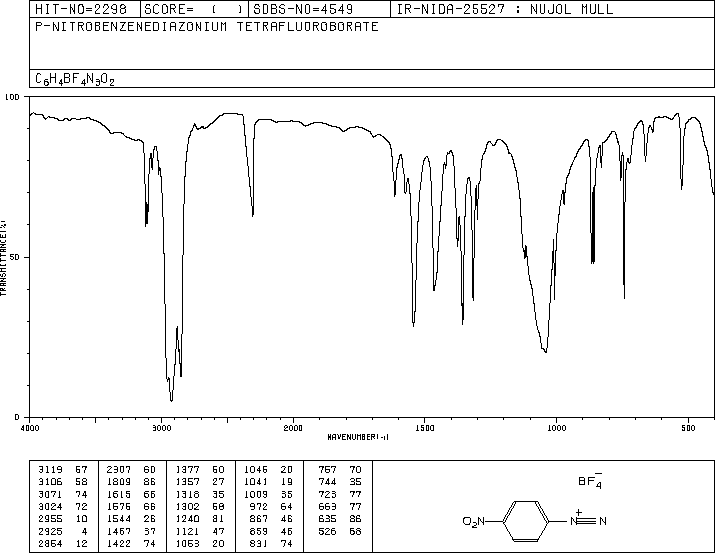 HIT-NO=2298 SCORE= ( ) SDBS-NO=4549 IR-NIDA-25527 : NUJOL MULL
P-NITROBENZENEDIAZONIUM TETRAFLUOROBORATE
C6H4BF4N3O2
100
50
0
TRANSMITTANCE(%)
4000 3000 2000 1500 1000 500
WAVENUMBER(-1)
3119 57 2307 60 1377 50 1046 20 757 70
3106 58 1809 86 1357 27 1041 19 744 35
3071 74 1615 66 1318 35 1009 35 723 77
3024 72 1576 66 1302 58 972 64 669 77
2955 10 1544 26 1240 81 867 46 635 86
2925 4 1467 37 1121 47 859 46 526 68
2854 12 1422 74 1053 20 831 74
BF4−
O2N N+ N